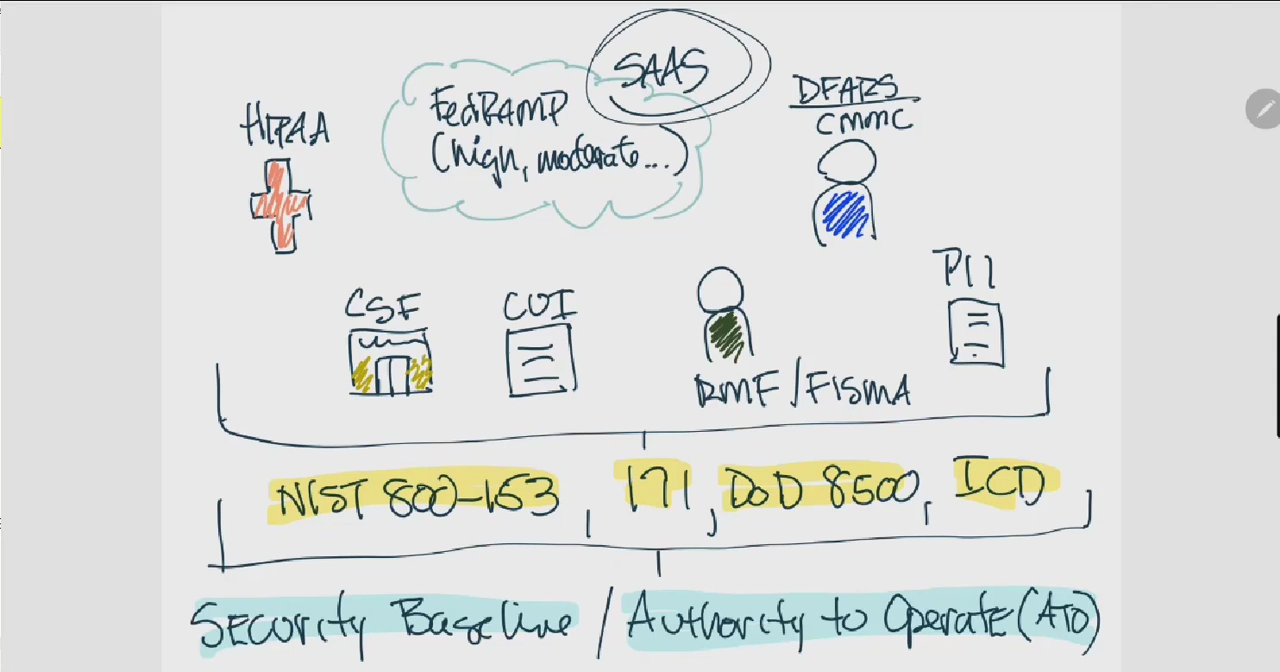 SAAS
HIPAA
FedRAMP
(high, moderate...)
DFARS
CMMC
CSF
CUI
PII
RMF/FISMA
NIST 800-153, 171, DoD 8500, ICD
Security Baseline / Authority to Operate (ATO)